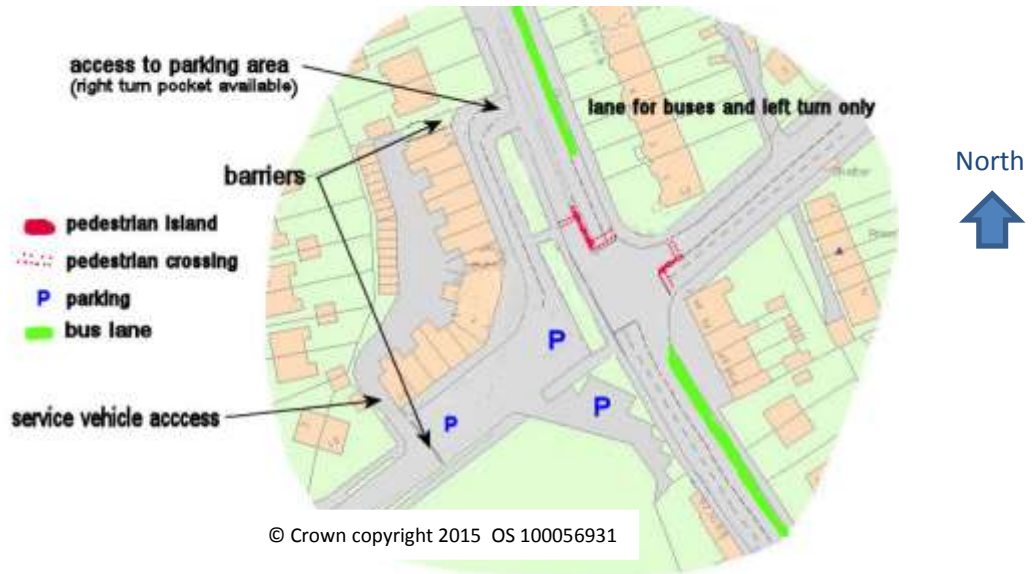 access to parking area
(right turn pocket available)
lane for buses and left turn only
North
barriers
pedestrian island
pedestrian crossing
P parking
bus lane
P
P
P
service vehicle acccess
© Crown copyright 2015 OS 100056931